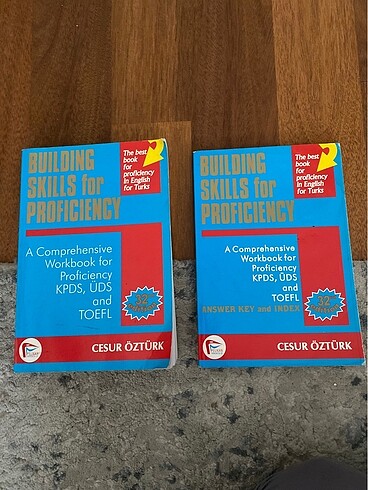 BUILDING
SKILLS for
PROFICIENCY
The best
book for
proficiency
in English
for Turks
A Comprehensive
Workbook for
Proficiency
KPDS, ÜDS
and
TOEFL
32nd
CESUR ÖZTÜRK
BUILDING
SKILLS for
PROFICIENCY
The best
book for
proficiency
in English
for Turks
A Comprehensive
Workbook for
Proficiency
KPDS, ÜDS
and
TOEFL
ANSWER KEY and INDEX
32nd
CESUR ÖZTÜRK